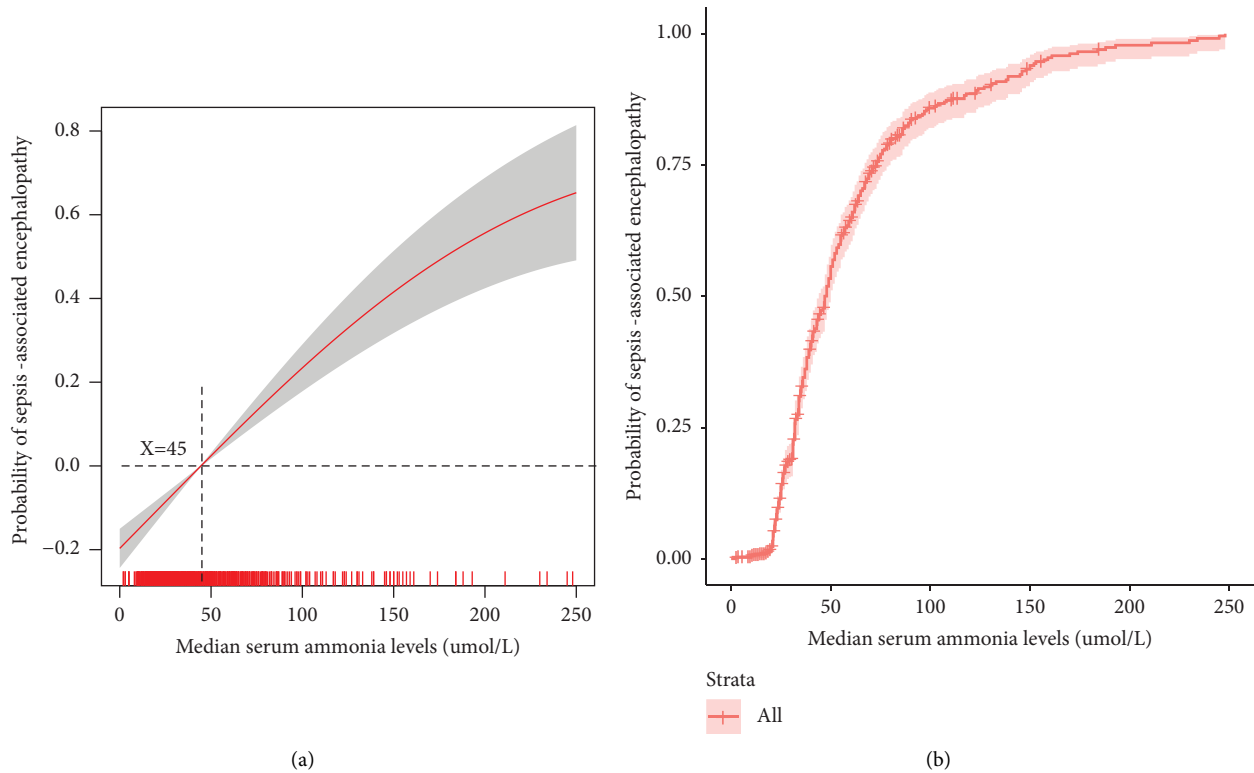 Probability of sepsis -associated encephalopathy
0.8
0.6
0.4
0.2
0.0
−0.2
X=45
0
50
100
150
200
250
Median serum ammonia levels (umol/L)
(a)
Probability of sepsis -associated encephalopathy
1.00
0.75
0.50
0.25
0.00
0
50
100
150
200
250
Median serum ammonia levels (umol/L)
Strata
All
(b)